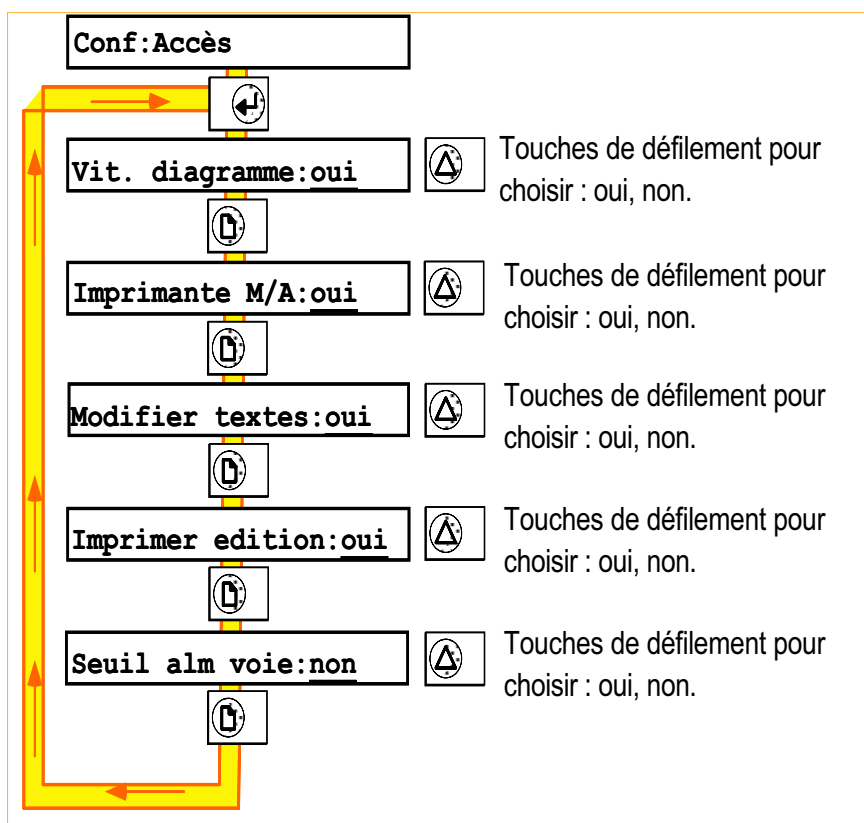 Conf:Accès
Vit. diagramme:oui
Touches de défilement pour
choisir : oui, non.
Imprimante M/A:oui
Touches de défilement pour
choisir : oui, non.
Modifier textes:oui
Touches de défilement pour
choisir : oui, non.
Imprimer edition:oui
Touches de défilement pour
choisir : oui, non.
Seuil alm voie:non
Touches de défilement pour
choisir : oui, non.